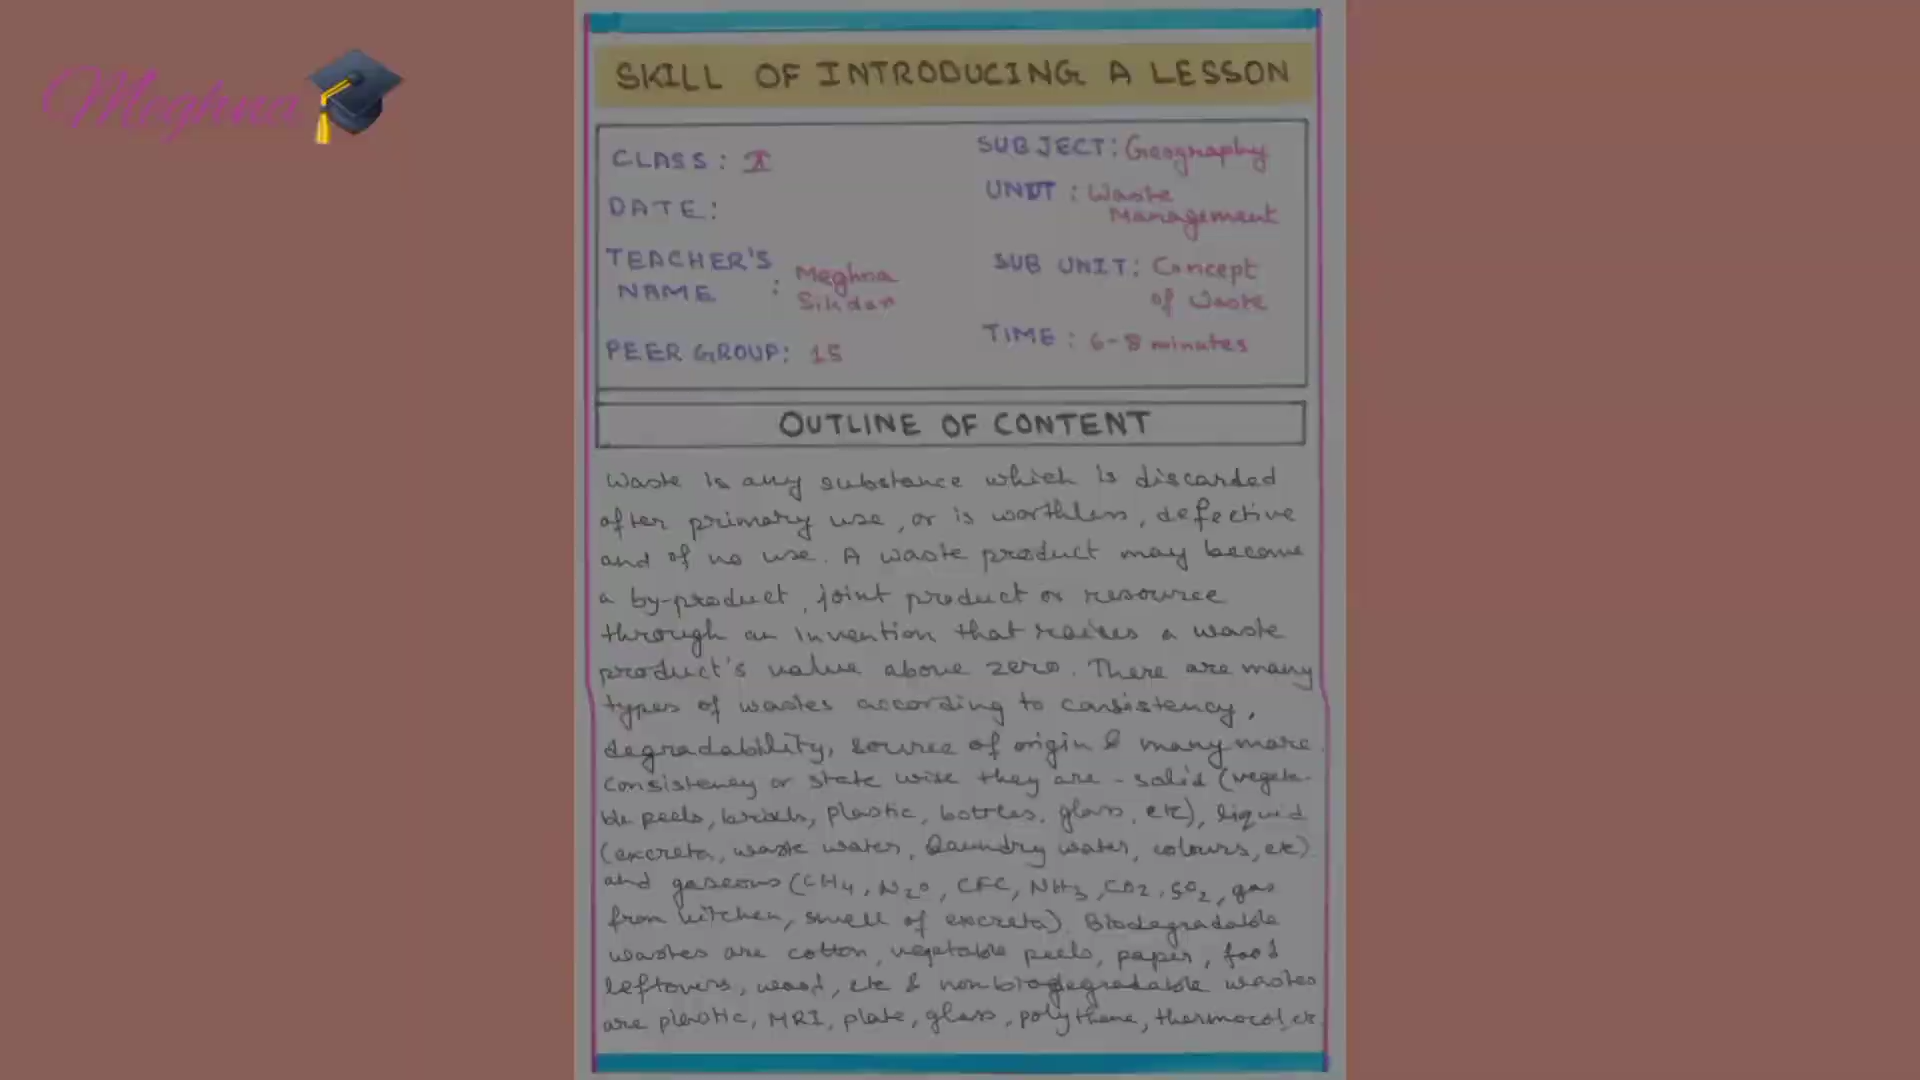 Meghna
SKILL OF INTRODUCING A LESSON
CLASS: X
DATE:
TEACHER'S NAME : Meghna Sikdar
PEER GROUP: 15
SUBJECT: Geography
UNIT : Waste Management
SUB UNIT: Concept of Waste
TIME : 6-8 minutes
OUTLINE OF CONTENT
Waste is any substance which is discarded
after primary use, or is worthless, defective
and of no use. A waste product may become
a by-product, joint product or resource
through an invention that raises a waste
product's value above zero. There are many
types of wastes according to consistency,
degradability, source of origin & many more.
Consistency or state wise they are - solid (vegeta-
ble peels, bricks, plastic, bottles, glass, etc), liquid
(excreta, waste water, laundry water, colours, etc)
and gaseous (CH4, N2O, CFC, NH3, CO2, SO2, gas
from kitchen, smell of excreta). Biodegradable
wastes are cotton, vegetable peels, paper, food
leftovers, wood, etc & nonbiodegradable wastes
are plastic, MRI, plate, glass, polythene, thermocol, etc.